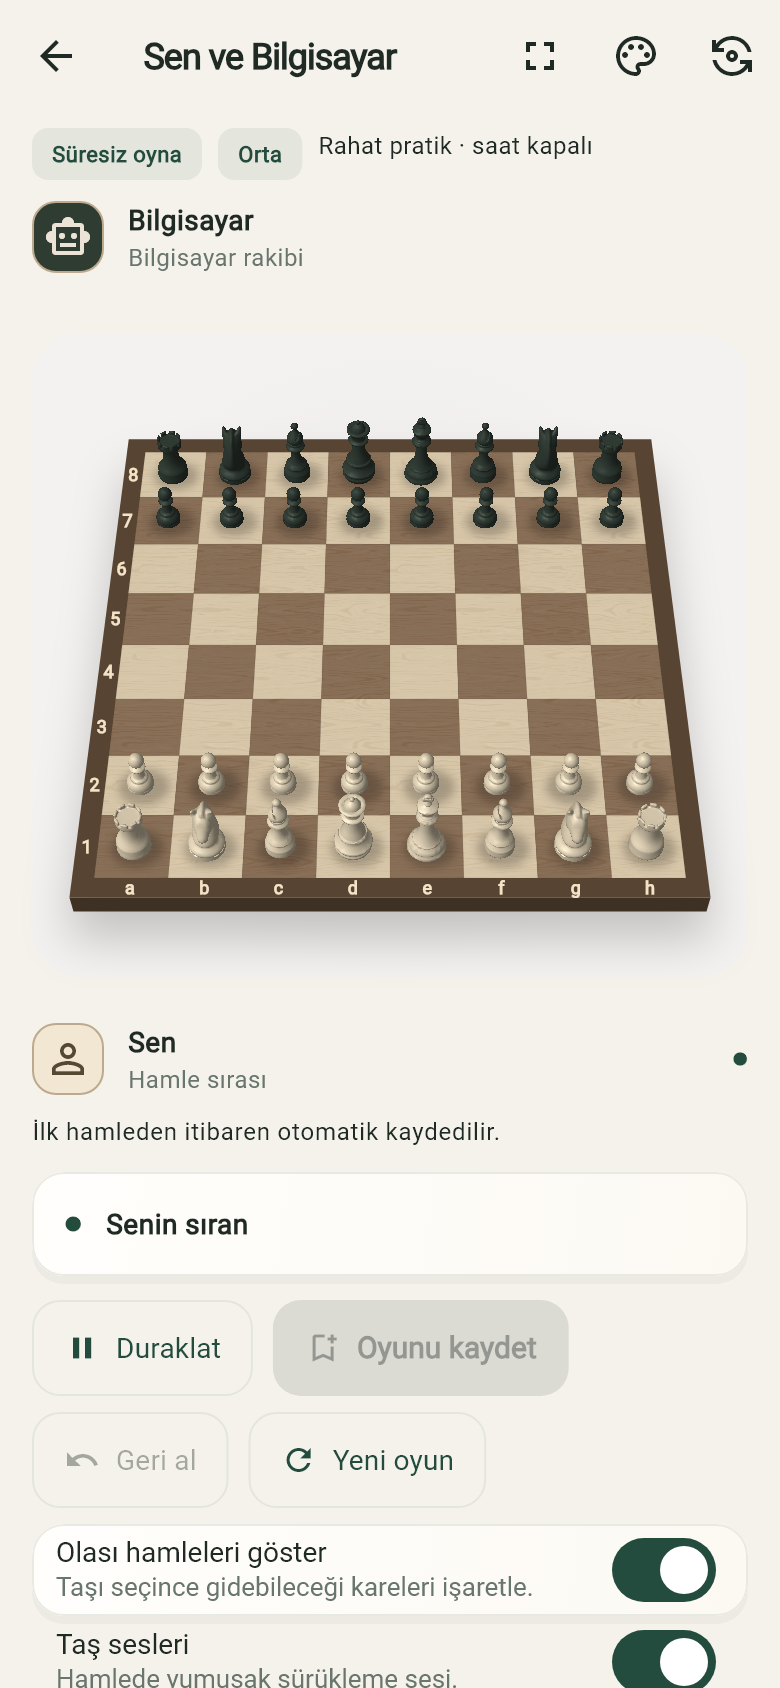 Sen ve Bilgisayar
Süresiz oyna Orta Rahat pratik · saat kapalı
Bilgisayar
Bilgisayar rakibi
8
7
6
5
4
3
2
1
a b c d e f g h
Sen
Hamle sırası
İlk hamleden itibaren otomatik kaydedilir.
Senin sıran
Duraklat Oyunu kaydet
Geri al Yeni oyun
Olası hamleleri göster
Taşı seçince gidebileceği kareleri işaretle.
Taş sesleri
Hamlede yumuşak sürükleme sesi.